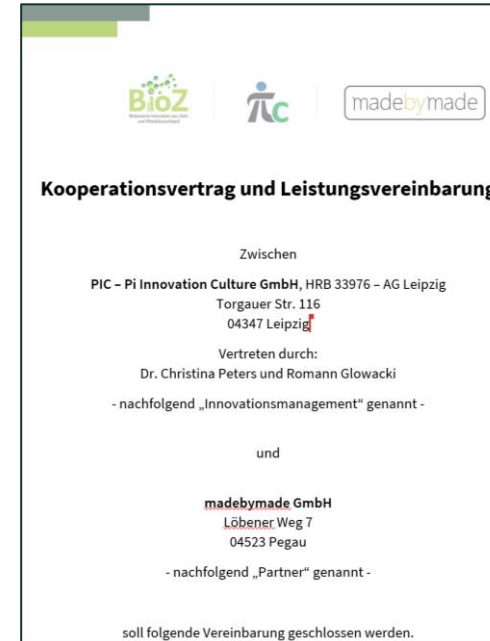 BioZ
πc
madebymade
Kooperationsvertrag und Leistungsvereinbarung
Zwischen
PIC – Pi Innovation Culture GmbH, HRB 33976 – AG Leipzig
Torgauer Str. 116
04347 Leipzig
Vertreten durch:
Dr. Christina Peters und Romann Glowacki
- nachfolgend „Innovationsmanagement“ genannt -
und
madebymade GmbH
Löbener Weg 7
04523 Pegau
- nachfolgend „Partner“ genannt -
soll folgende Vereinbarung geschlossen werden.